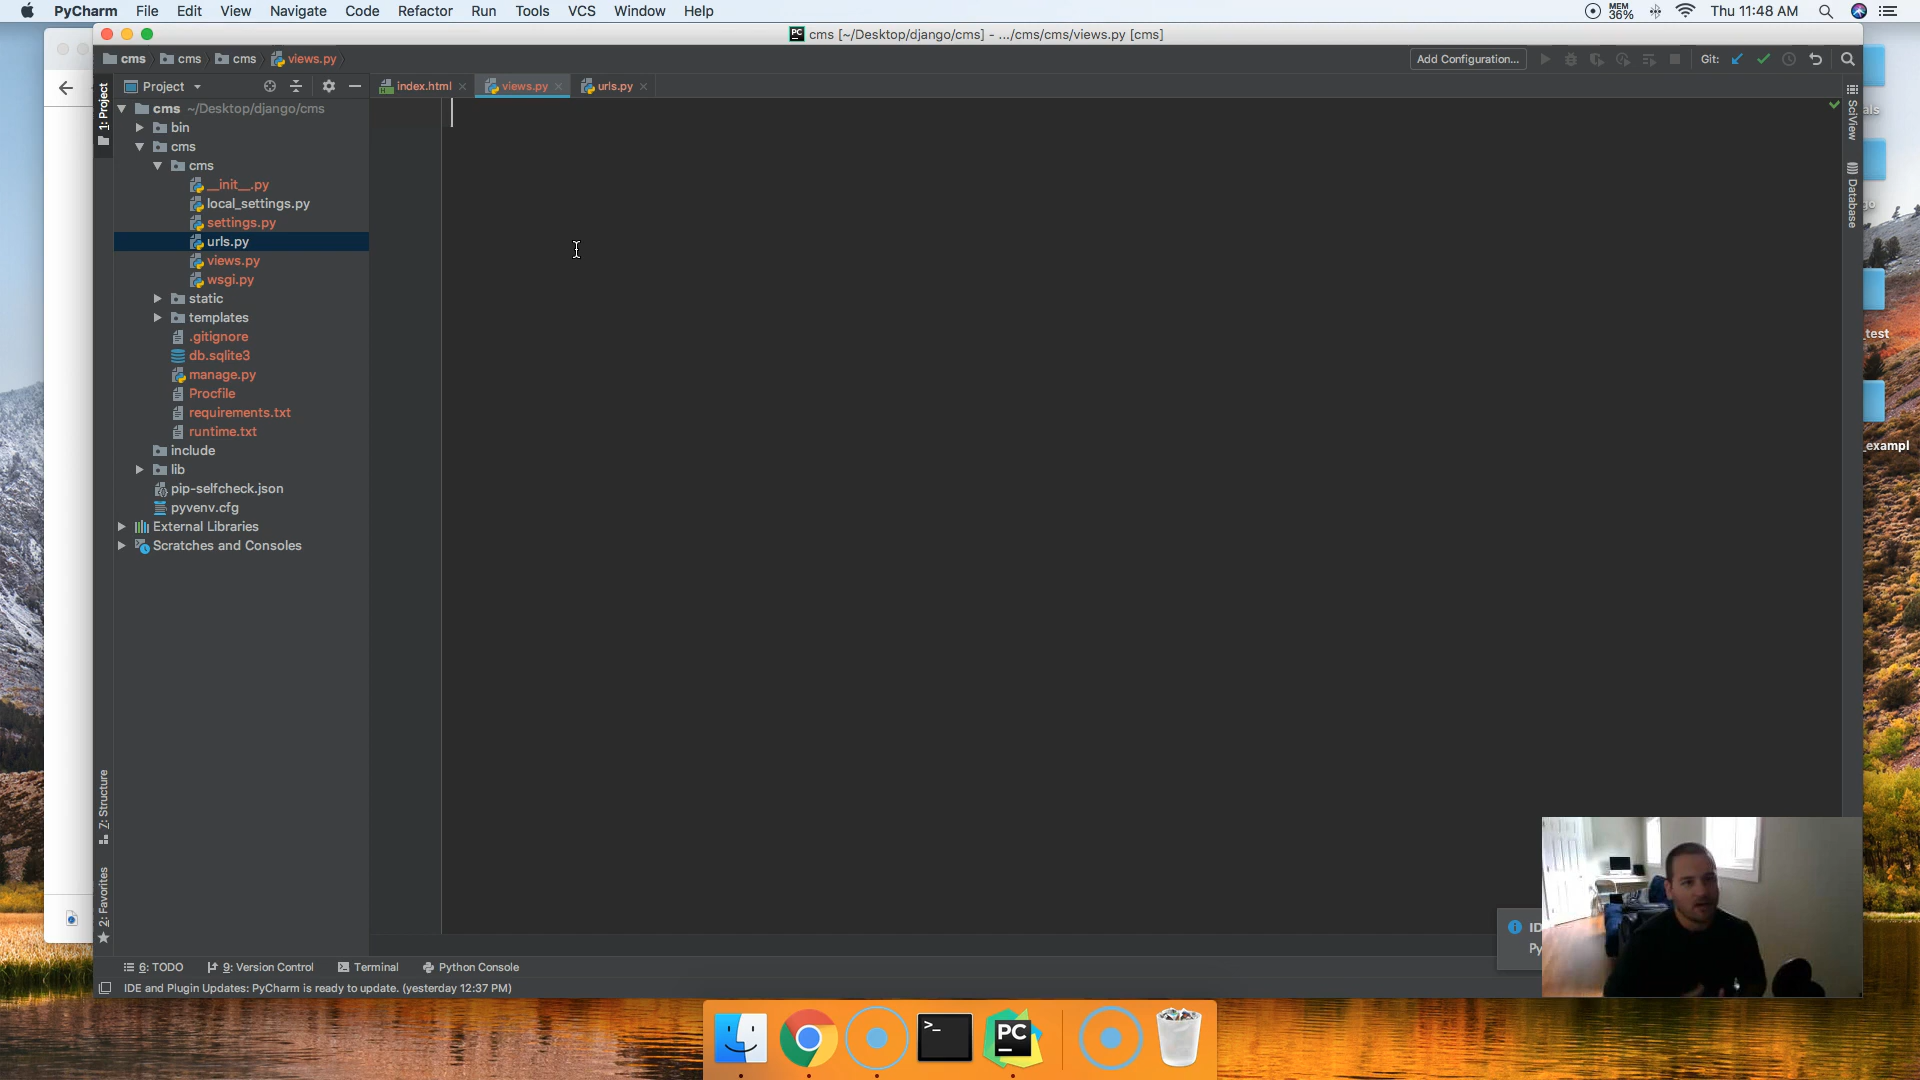 PyCharm File Edit View Navigate Code Refactor Run Tools VCS Window Help
MEM 36% Thu 11:48 AM
PC cms [~/Desktop/django/cms] - .../cms/cms/views.py [cms]
cms cms cms views.py
Add Configuration... Git:
Project index.html views.py urls.py
1: Project
cms ~/Desktop/django/cms
bin
cms
cms
__init__.py
local_settings.py
settings.py
urls.py
views.py
wsgi.py
static
templates
.gitignore
db.sqlite3
manage.py
Procfile
requirements.txt
runtime.txt
include
lib
pip-selfcheck.json
pyvenv.cfg
External Libraries
Scratches and Consoles
SciView
Database
als
go
_test
_exampl
7: Structure
2: Favorites
ID
Py
6: TODO 9: Version Control Terminal Python Console
IDE and Plugin Updates: PyCharm is ready to update. (yesterday 12:37 PM)
>_
PC